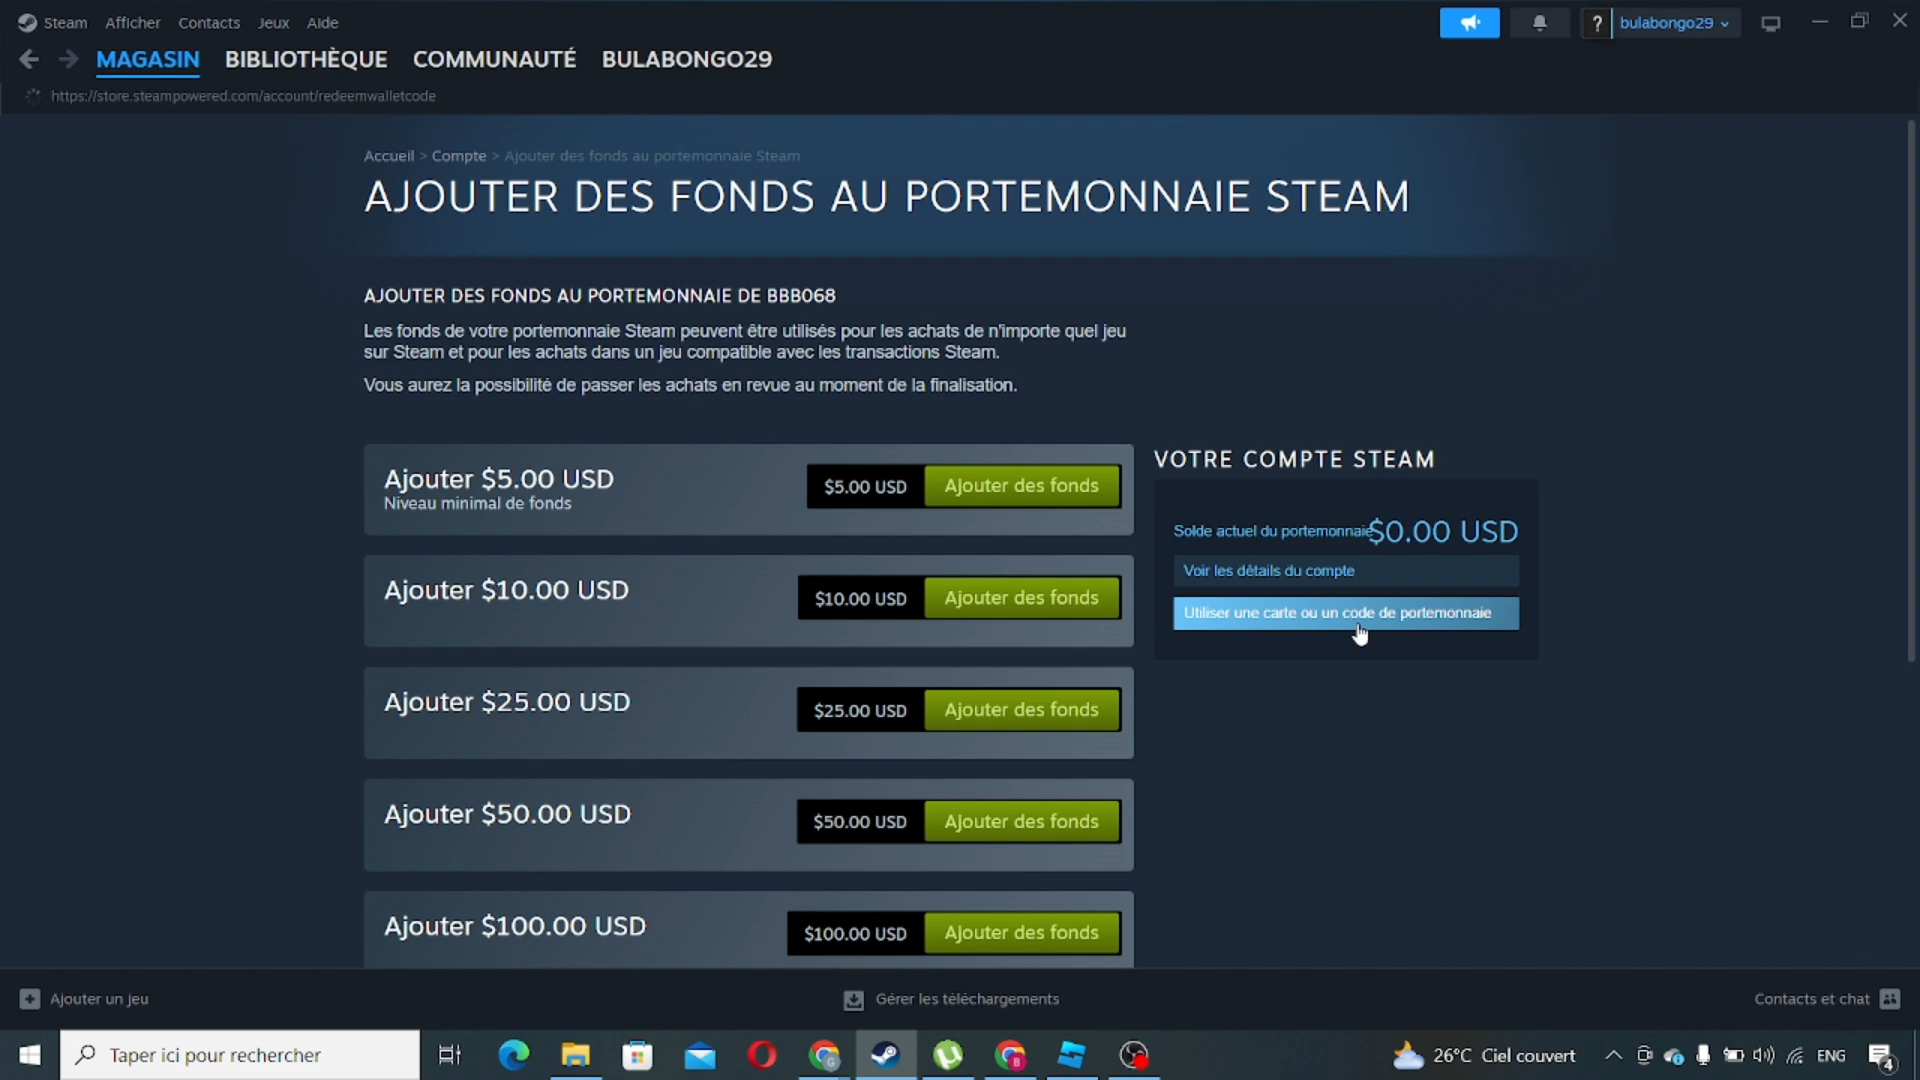 Steam Afficher Contacts Jeux Aide
? bulabongo29
MAGASIN BIBLIOTHÈQUE COMMUNAUTÉ BULABONGO29
https://store.steampowered.com/account/redeemwalletcode
Accueil > Compte > Ajouter des fonds au portemonnaie Steam
AJOUTER DES FONDS AU PORTEMONNAIE STEAM
AJOUTER DES FONDS AU PORTEMONNAIE DE BBB068
Les fonds de votre portemonnaie Steam peuvent être utilisés pour les achats de n'importe quel jeu
sur Steam et pour les achats dans un jeu compatible avec les transactions Steam.
Vous aurez la possibilité de passer les achats en revue au moment de la finalisation.
Ajouter $5.00 USD
Niveau minimal de fonds
$5.00 USD Ajouter des fonds
Ajouter $10.00 USD
$10.00 USD Ajouter des fonds
Ajouter $25.00 USD
$25.00 USD Ajouter des fonds
Ajouter $50.00 USD
$50.00 USD Ajouter des fonds
Ajouter $100.00 USD
$100.00 USD Ajouter des fonds
VOTRE COMPTE STEAM
Solde actuel du portemonnaie $0.00 USD
Voir les détails du compte
Utiliser une carte ou un code de portemonnaie
Ajouter un jeu
Gérer les téléchargements
Contacts et chat
Taper ici pour rechercher
26°C Ciel couvert
ENG
4